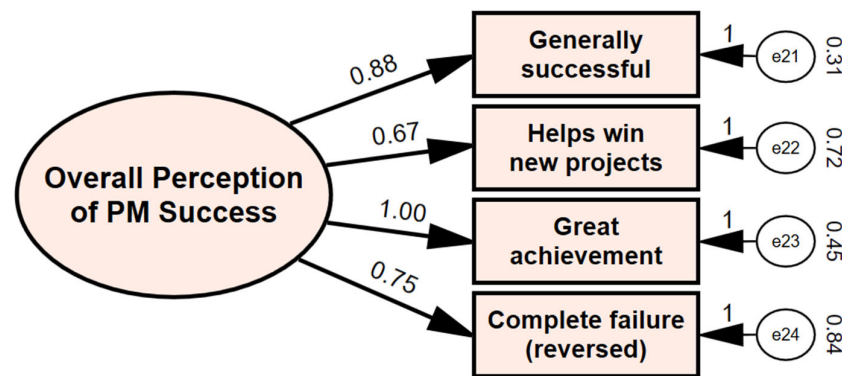 Overall Perception
of PM Success
0.88
0.67
1.00
0.75
Generally
successful
1
e21
0.31
Helps win
new projects
1
e22
0.72
Great
achievement
1
e23
0.45
Complete failure
(reversed)
1
e24
0.84